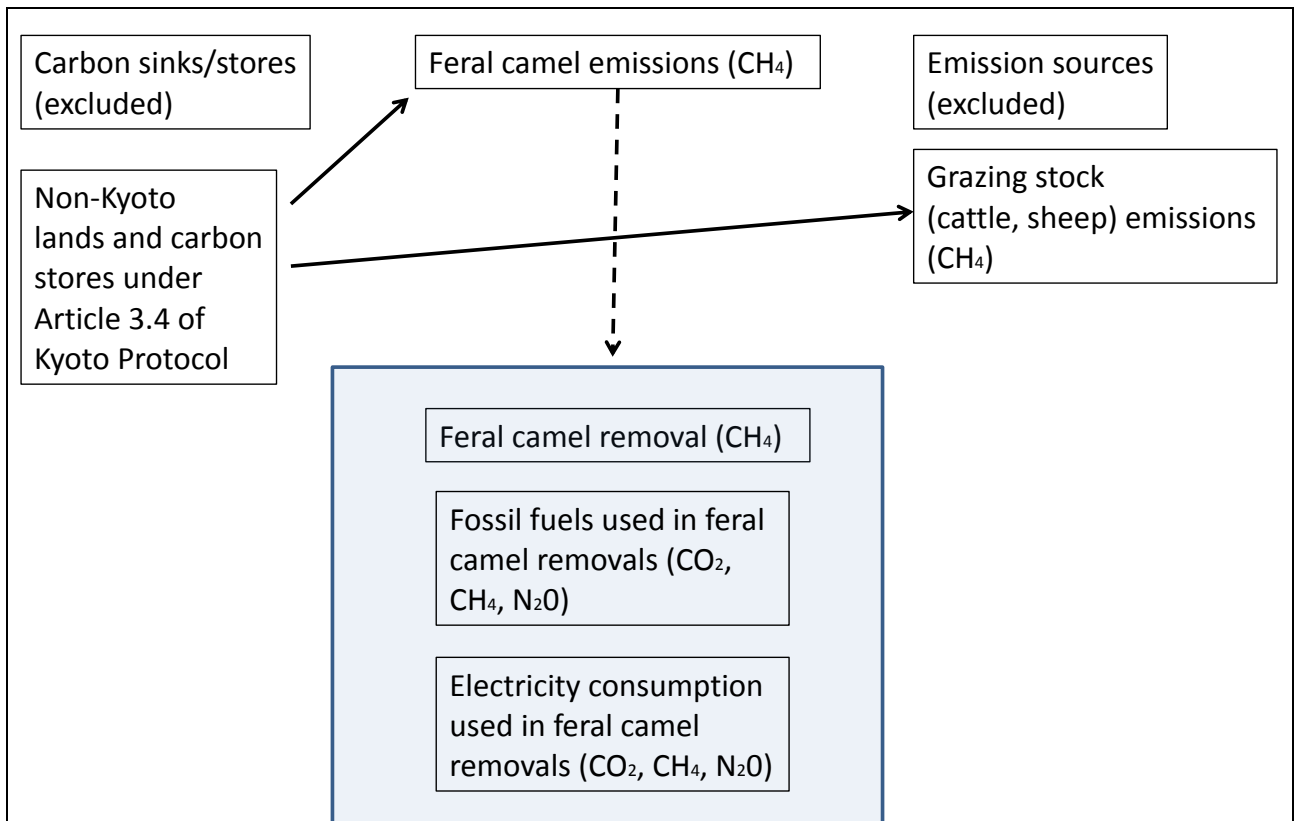 Carbon sinks/stores
(excluded)
Feral camel emissions (CH₄)
Emission sources
(excluded)
Non-Kyoto
lands and carbon
stores under
Article 3.4 of
Kyoto Protocol
Grazing stock
(cattle, sheep) emissions
(CH₄)
Feral camel removal (CH₄)
Fossil fuels used in feral
camel removals (CO₂,
CH₄, N₂0)
Electricity consumption
used in feral camel
removals (CO₂, CH₄, N₂0)